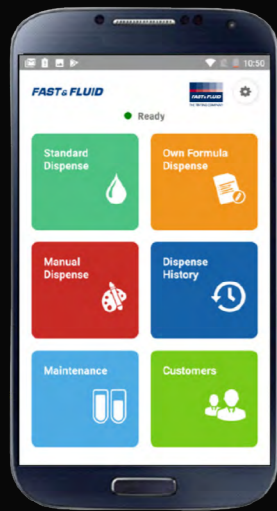 10:50
FAST & FLUID
FAST & FLUID
Ready
Standard
Dispense
Own Formula
Dispense
Manual
Dispense
Dispense
History
Maintenance
Customers